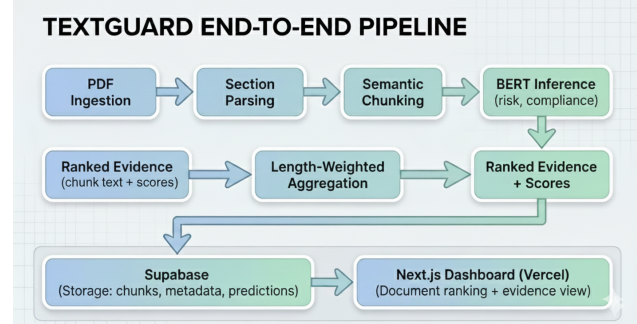 TEXTGUARD END-TO-END PIPELINE
PDF
Ingestion
Section
Parsing
Semantic
Chunking
BERT Inference
(risk, compliance)
Ranked Evidence
(chunk text + scores)
Length-Weighted
Aggregation
Ranked Evidence
+ Scores
Supabase
(Storage: chunks, metadata, predictions)
Next.js Dashboard (Vercel)
(Document ranking + evidence view)